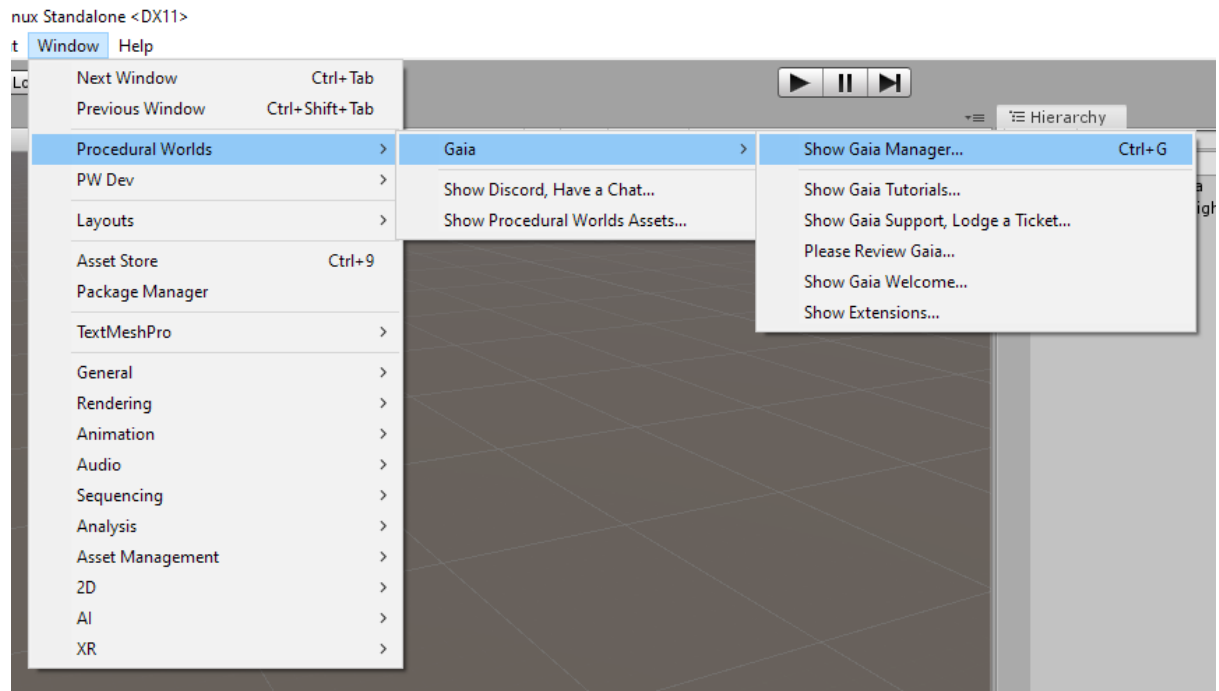 nux Standalone <DX11>
t Window Help
Lo
Next Window Ctrl+Tab
Previous Window Ctrl+Shift+Tab
Hierarchy
Procedural Worlds Gaia Show Gaia Manager... Ctrl+G
PW Dev Show Discord, Have a Chat... Show Gaia Tutorials... a
Layouts Show Procedural Worlds Assets... Show Gaia Support, Lodge a Ticket... igh
Please Review Gaia...
Asset Store Ctrl+9
Show Gaia Welcome...
Package Manager
Show Extensions...
TextMeshPro
General
Rendering
Animation
Audio
Sequencing
Analysis
Asset Management
2D
AI
XR